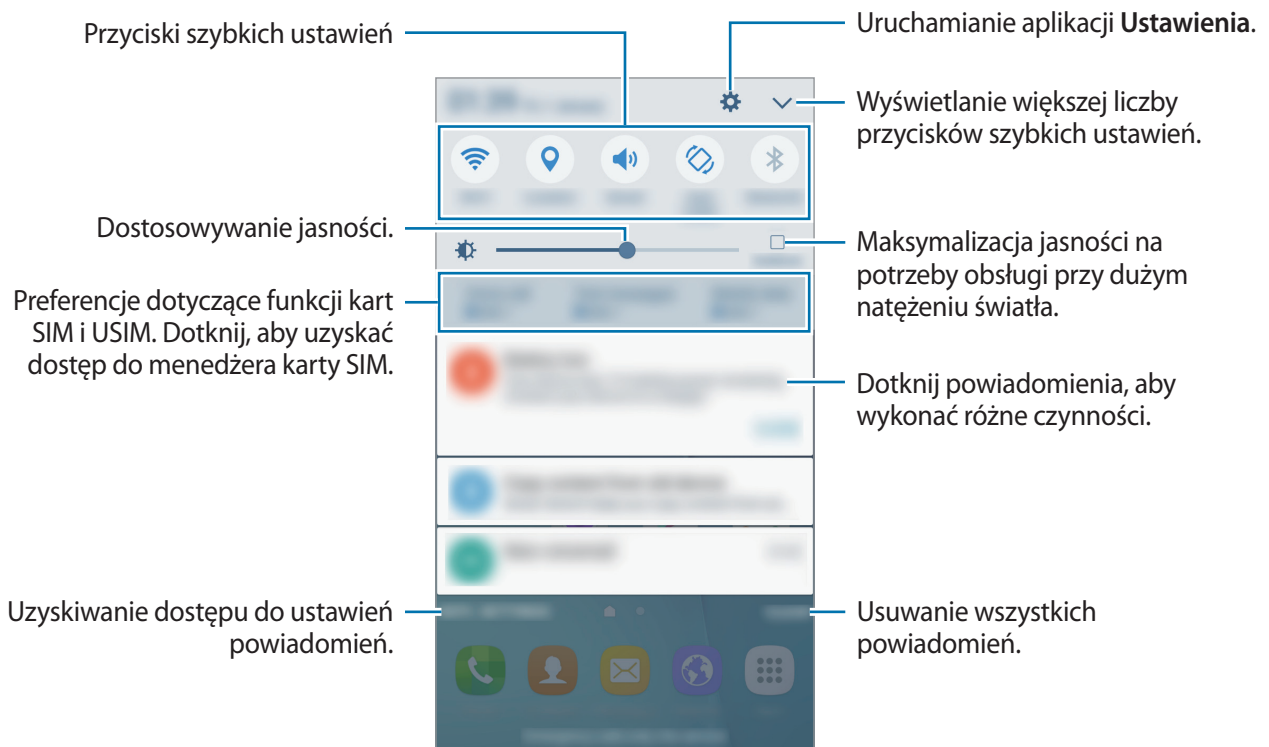 Przyciski szybkich ustawień
Uruchamianie aplikacji Ustawienia.
Wyświetlanie większej liczby
przycisków szybkich ustawień.
Dostosowywanie jasności.
Maksymalizacja jasności na
potrzeby obsługi przy dużym
natężeniu światła.
Preferencje dotyczące funkcji kart
SIM i USIM. Dotknij, aby uzyskać
dostęp do menedżera karty SIM.
Dotknij powiadomienia, aby
wykonać różne czynności.
Uzyskiwanie dostępu do ustawień
powiadomień.
Usuwanie wszystkich
powiadomień.